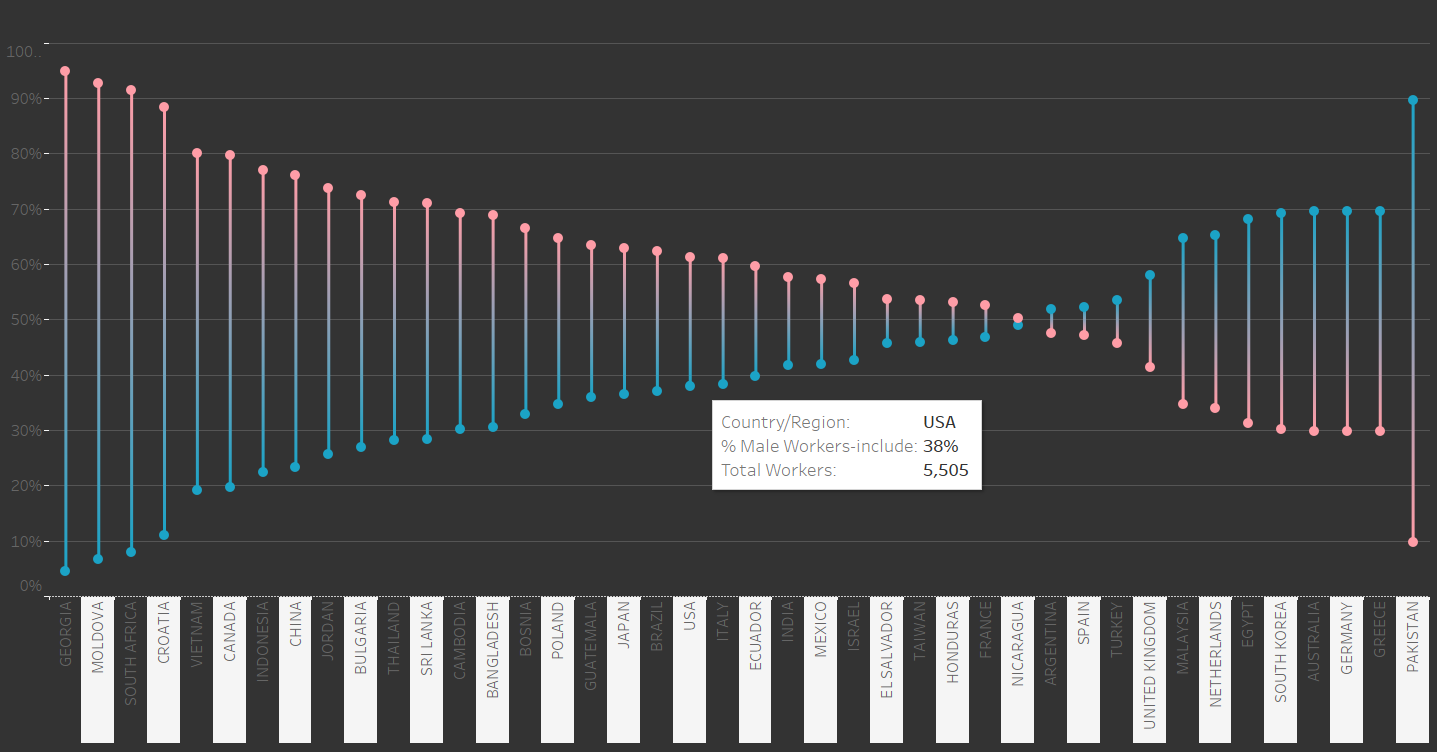 100..
90%
80%
70%
60%
50%
40%
30%
20%
10%
0%
Country/Region: USA
% Male Workers-include: 38%
Total Workers: 5,505
GEORGIA
MOLDOVA
SOUTH AFRICA
CROATIA
VIETNAM
CANADA
INDONESIA
CHINA
JORDAN
BULGARIA
THAILAND
SRI LANKA
CAMBODIA
BANGLADESH
BOSNIA
POLAND
GUATEMALA
JAPAN
BRAZIL
USA
ITALY
ECUADOR
INDIA
MEXICO
ISRAEL
EL SALVADOR
TAIWAN
HONDURAS
FRANCE
NICARAGUA
ARGENTINA
SPAIN
TURKEY
UNITED KINGDOM
MALAYSIA
NETHERLANDS
EGYPT
SOUTH KOREA
AUSTRALIA
GERMANY
GREECE
PAKISTAN